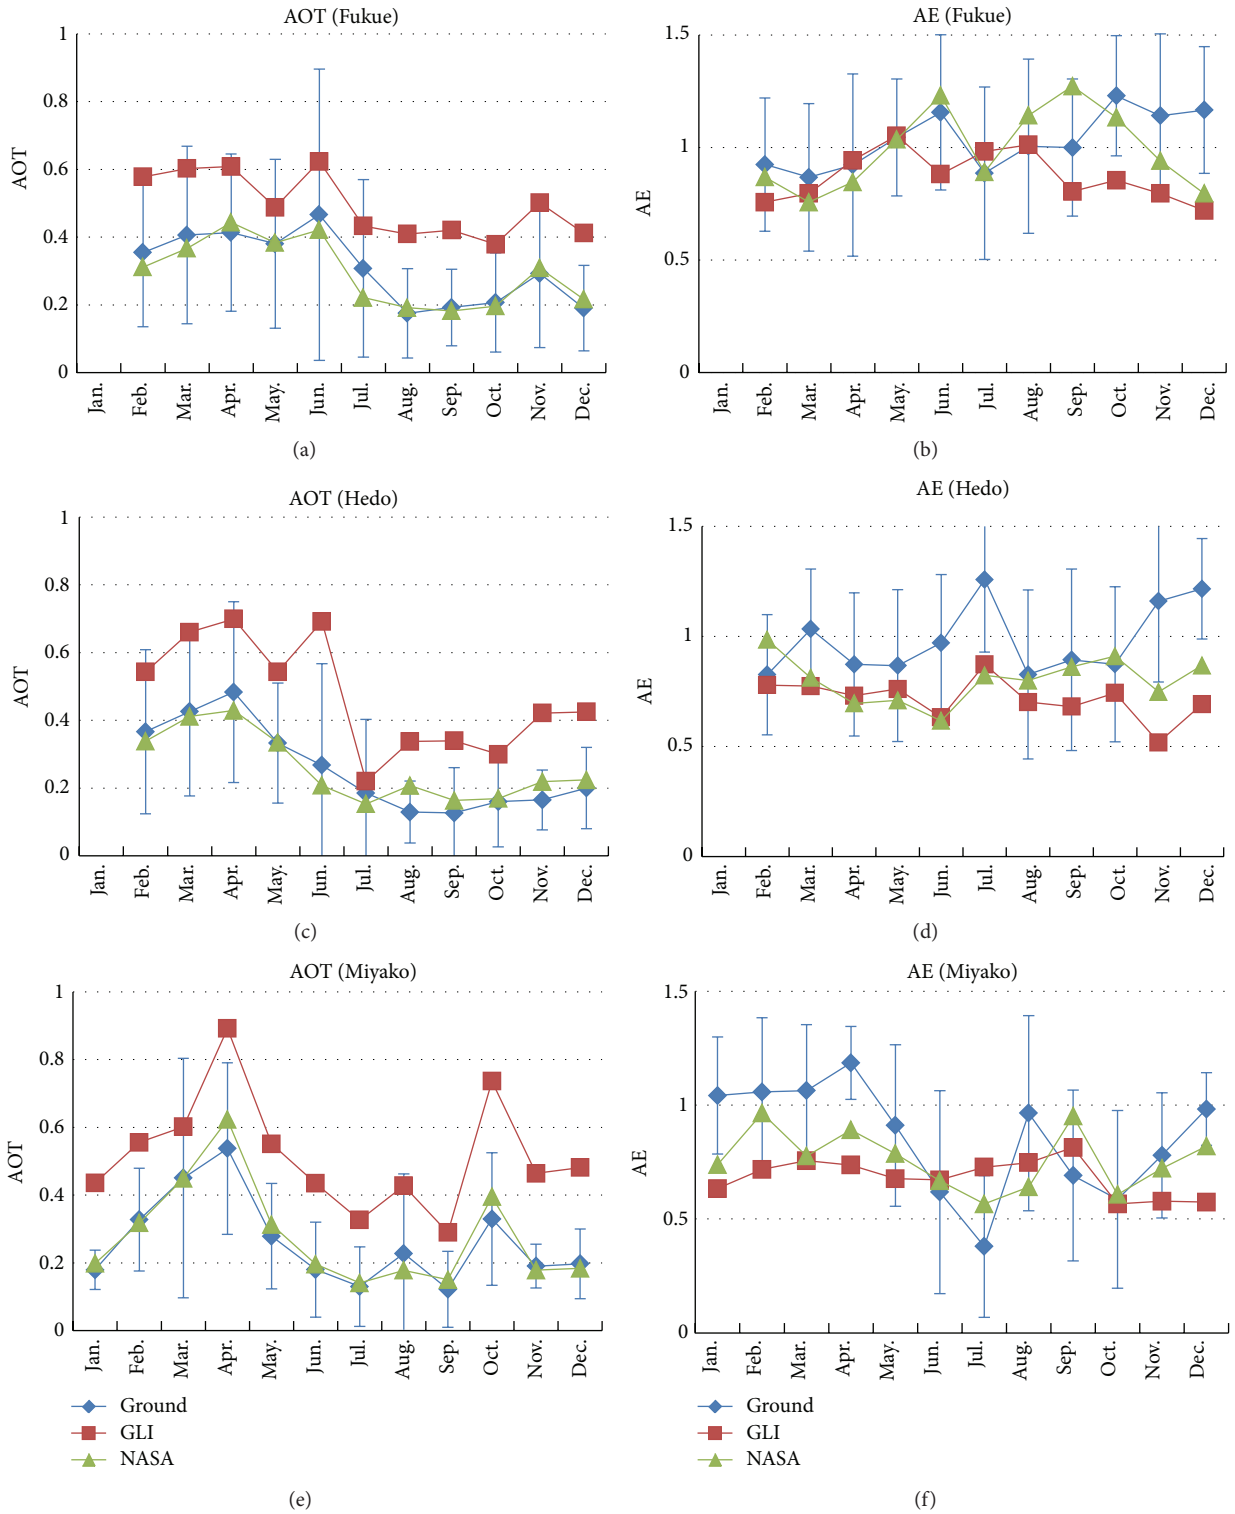 AOT (Fukue)
1
0.8
0.6
0.4
0.2
0
AOT
Jan. Feb. Mar. Apr. May. Jun. Jul. Aug. Sep. Oct. Nov. Dec.
(a)
AE (Fukue)
1.5
1
0.5
0
AE
Jan. Feb. Mar. Apr. May. Jun. Jul. Aug. Sep. Oct. Nov. Dec.
(b)
AOT (Hedo)
1
0.8
0.6
0.4
0.2
0
AOT
Jan. Feb. Mar. Apr. May. Jun. Jul. Aug. Sep. Oct. Nov. Dec.
(c)
AE (Hedo)
1.5
1
0.5
0
AE
Jan. Feb. Mar. Apr. May. Jun. Jul. Aug. Sep. Oct. Nov. Dec.
(d)
AOT (Miyako)
1
0.8
0.6
0.4
0.2
0
AOT
Jan. Feb. Mar. Apr. May. Jun. Jul. Aug. Sep. Oct. Nov. Dec.
Ground
GLI
NASA
(e)
AE (Miyako)
1.5
1
0.5
0
AE
Jan. Feb. Mar. Apr. May. Jun. Jul. Aug. Sep. Oct. Nov. Dec.
Ground
GLI
NASA
(f)